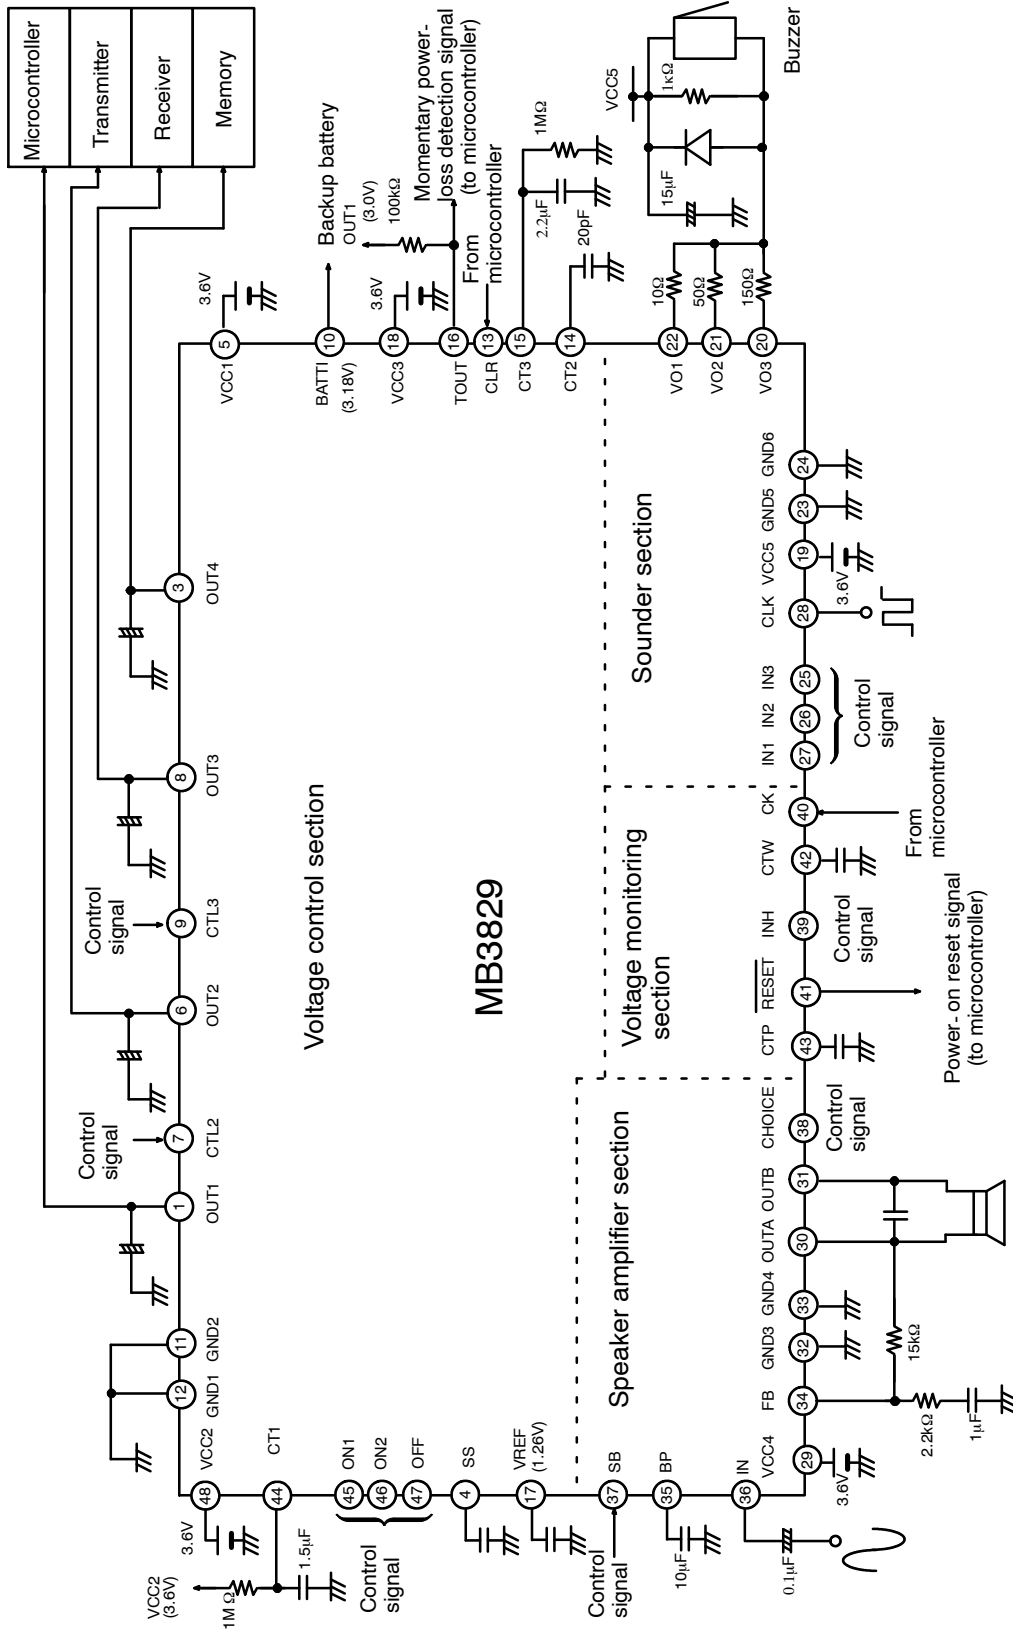 Microcontroller
Transmitter
Receiver
Memory
3.6V
5
VCC1
Backup battery
10
BATTI
(3.18V)
OUT1
(3.0V)
100kΩ
3.6V
18
VCC3
Momentary power-
loss detection signal
(to microcontroller)
16
TOUT
From
microcontroller
13
CLR
1MΩ
2.2µF
15
CT3
20pF
14
CT2
VCC5
1kΩ
15µF
Buzzer
10Ω
50Ω
150Ω
22
VO1
21
VO2
20
VO3
3
OUT4
8
OUT3
Control
signal
9
CTL3
6
OUT2
Control
signal
7
CTL2
1
OUT1
11
GND2
12
GND1
Voltage control section
MB3829
Sounder section
Voltage monitoring
section
Speaker amplifier section
GND6
24
GND5
23
VCC5
19
3.6V
CLK
28
IN3
25
IN2
26
IN1
27
Control
signal
CK
40
From
microcontroller
CTW
42
INH
39
Control
signal
RESET
41
Power- on reset signal
(to microcontroller)
CTP
43
CHOICE
38
Control
signal
OUTB
31
OUTA
30
GND4
33
GND3
32
15kΩ
FB
34
2.2kΩ
1µF
VCC4
29
3.6V
VCC2
48
3.6V
VCC2
(3.6V)
1M Ω
CT1
44
1.5µF
ON1
45
ON2
46
OFF
47
Control
signal
SS
4
VREF
(1.26V)
17
SB
37
Control
signal
BP
35
10µF
IN
36
0.1µF